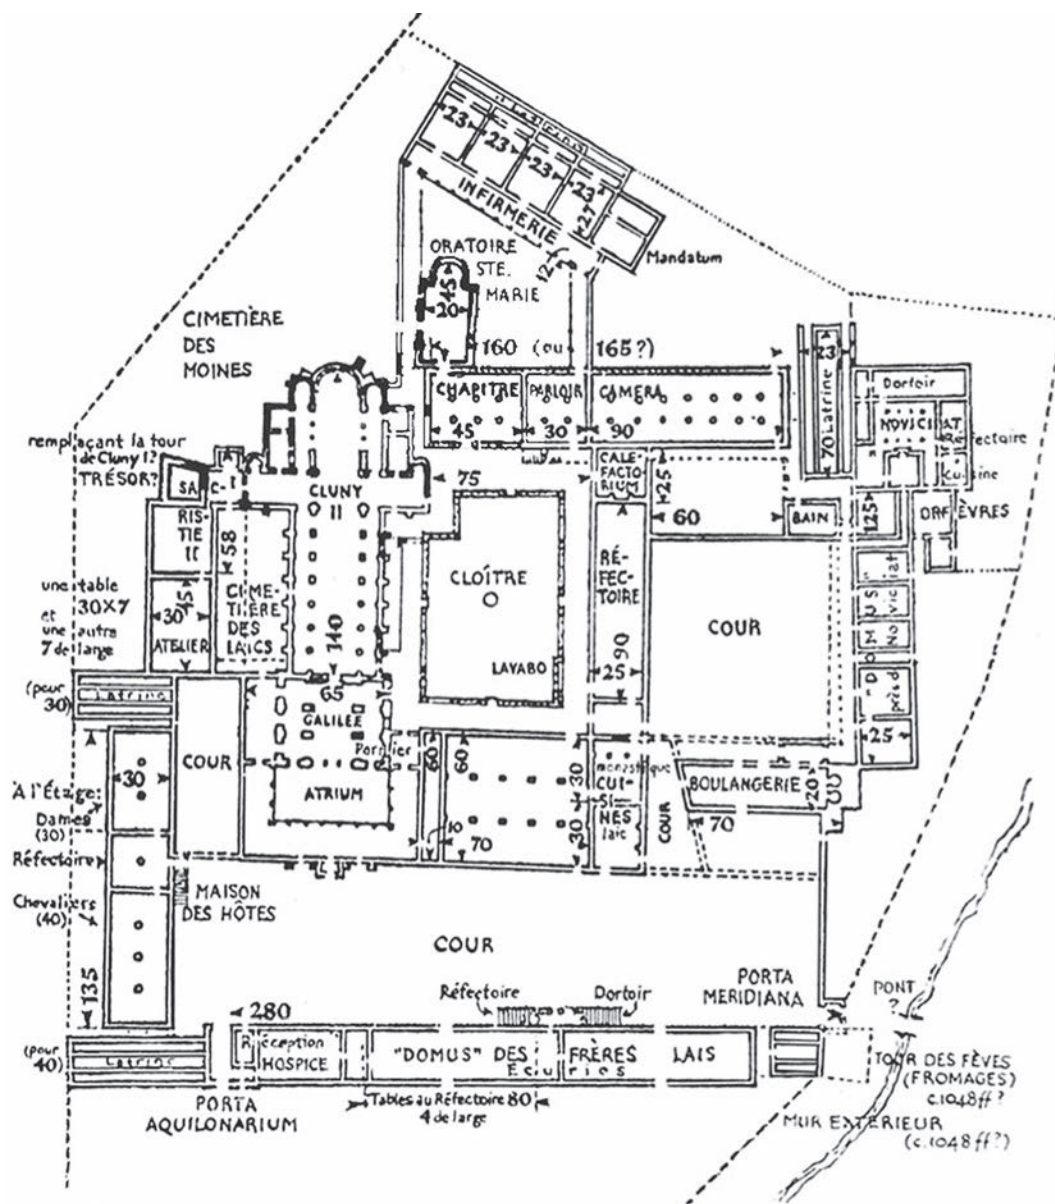 Latrines
23
23
23
23
27
INFIRMERIE
12
Mandatum
ORATOIRE
STE.
MARIE
45
20
CIMETIÈRE
DES
MOINES
160 (ou 165?)
CHAPITRE
PARLOIR
CAMERA
45
30
90
23
70 Latrine
Dortoir
NOVICIAT
Réfectoire
Cuisine
remplaçant la tour
de Cluny I?
TRÉSOR?
SA
C-I
RIS-
TIE
II
58
CLUNY
II
75
CALE-
FACTO-
RIUM
25
60
BAIN
125
ORFÈVRES
une table
30X7
et
une autre
7 de large
45
30
ATELIER
CIME-
TIÈRE
DES
LAICS
140
CLOÎTRE
LAVABO
RÉ-
FEC-
TOIRE
90
25
COUR
"DOMUS"
Noviciat
près d
25
(pour
30)
Latrine
65
GALILÉE
Portier
ATRIUM
COUR
60
60
10
70
30
30
monastique
CUI-
SI-
NES
laic
COUR
BOULANGERIE
20
70
30
À l'Étage:
Dames
(30)
Réfectoire
Chevaliers
(40)
135
MAISON
DES HÔTES
COUR
PORTA
MERIDIANA
PONT
?
Réfectoire
Dortoir
280
(pour
40)
Latrine
Réception
HOSPICE
"DOMUS" DES FRÈRES LAIS
Écuries
TOUR DES FÈVES
(FROMAGES)
c.1048ff?
PORTA
AQUILONARIUM
Tables au Réfectoire 80
4 de large
MUR EXTÉRIEUR
(c.1048ff?)